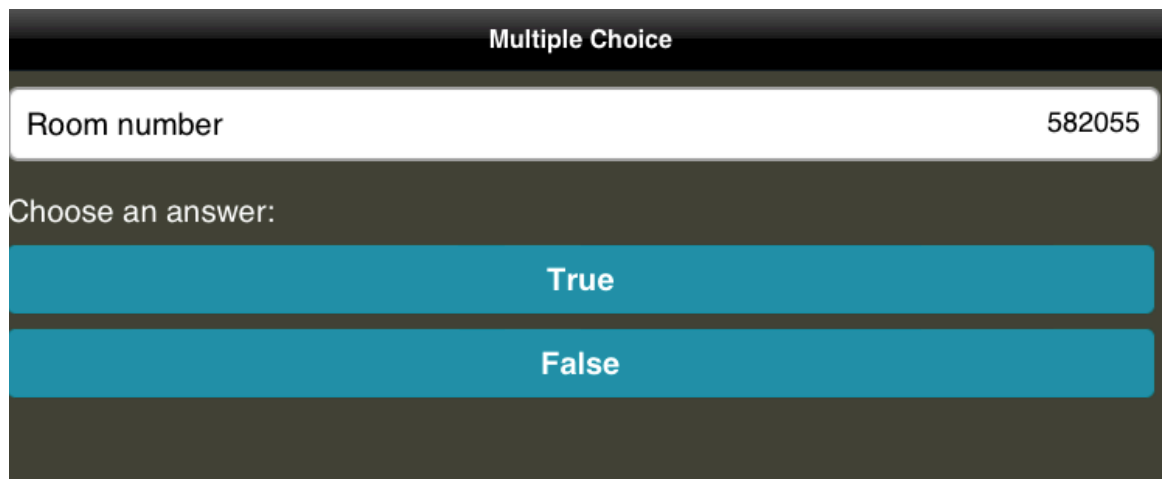 Multiple Choice
Room number 582055
Choose an answer:
True
False